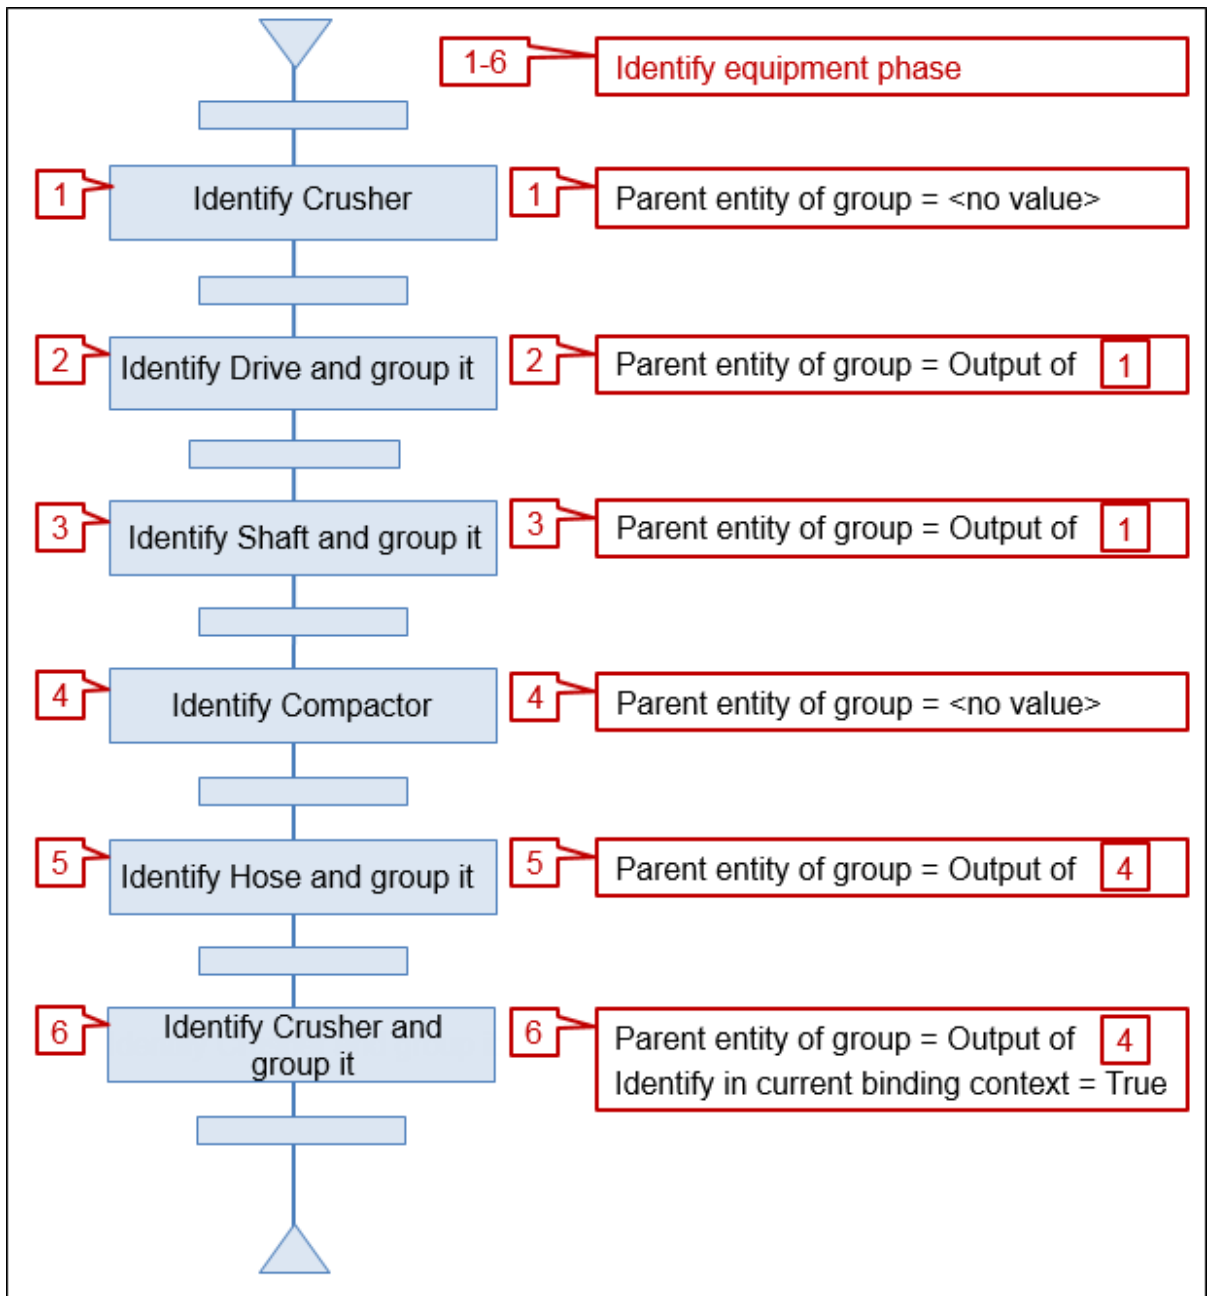 1-6
Identify equipment phase
1
Identify Crusher
1
Parent entity of group = <no value>
2
Identify Drive and group it
2
Parent entity of group = Output of 1
3
Identify Shaft and group it
3
Parent entity of group = Output of 1
4
Identify Compactor
4
Parent entity of group = <no value>
5
Identify Hose and group it
5
Parent entity of group = Output of 4
6
Identify Crusher and
group it
6
Parent entity of group = Output of 4
Identify in current binding context = True